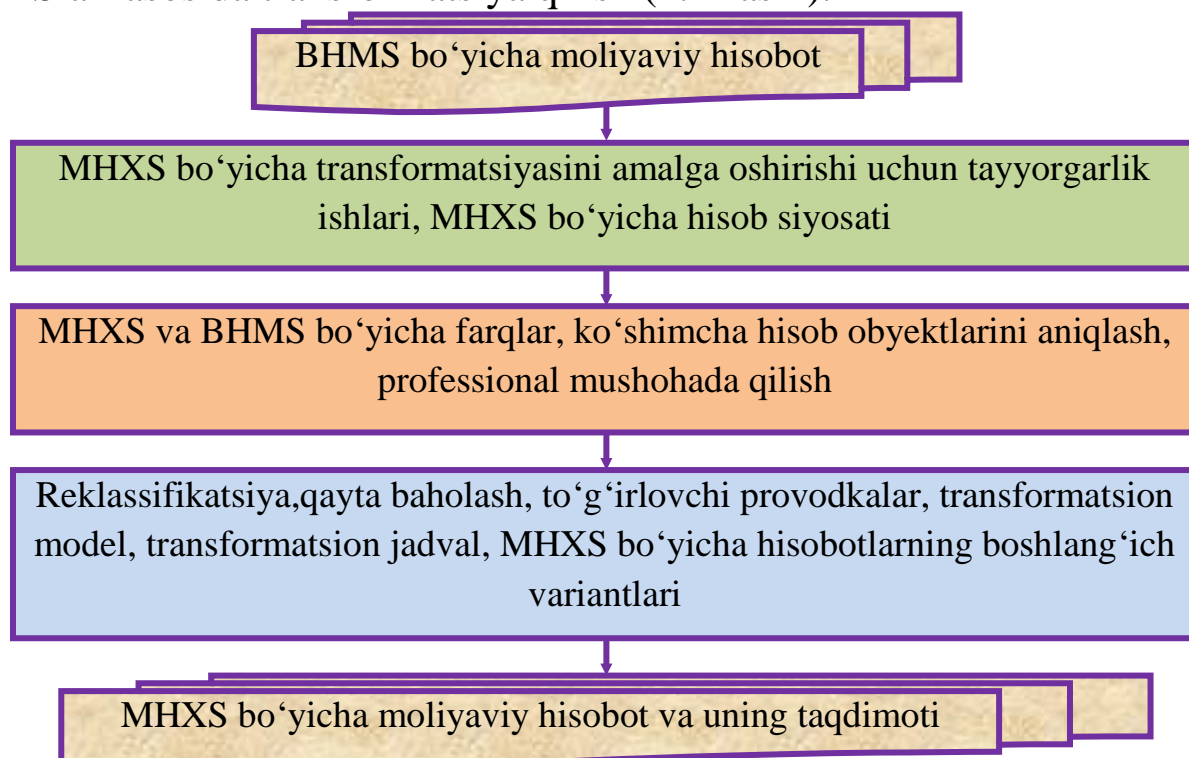 BHMS bo‘yicha moliyaviy hisobot
MHXS bo‘yicha transformatsiyasini amalga oshirishi uchun tayyorgarlik
ishlari, MHXS bo‘yicha hisob siyosati
MHXS va BHMS bo‘yicha farqlar, ko‘shimcha hisob obyektlarini aniqlash,
professional mushohada qilish
Reklassifikatsiya,qayta baholash, to‘g‘irlovchi provodkalar, transformatsion
model, transformatsion jadval, MHXS bo‘yicha hisobotlarning boshlang‘ich
variantlari
MHXS bo‘yicha moliyaviy hisobot va uning taqdimoti